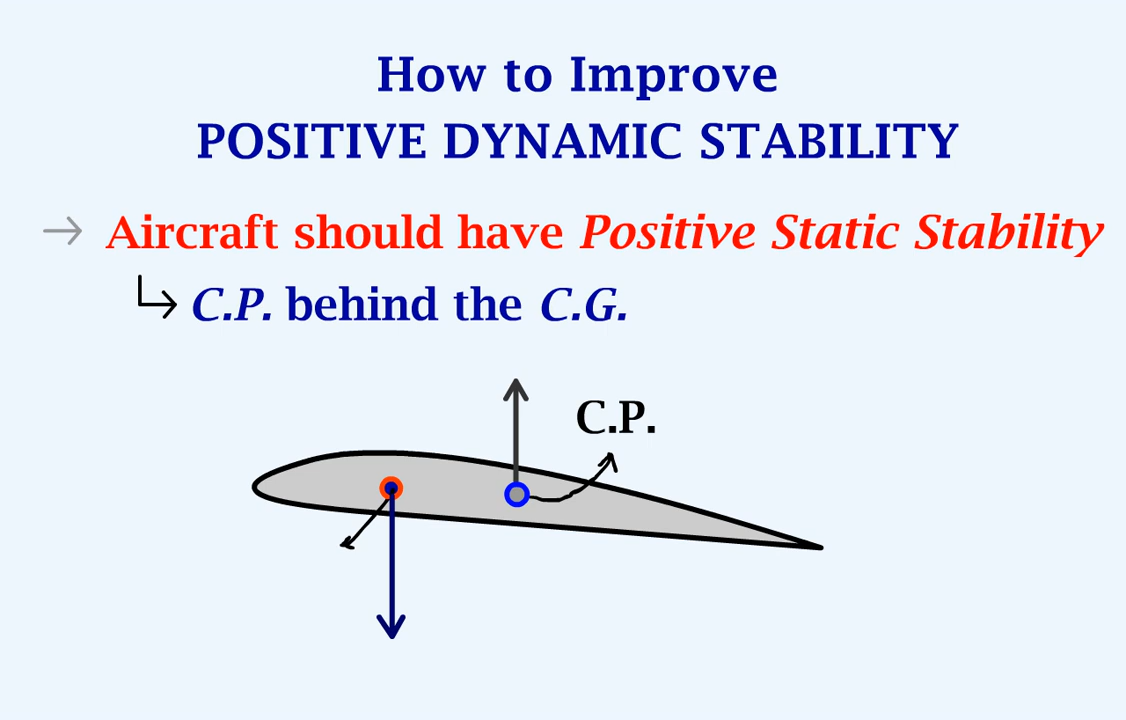 How to Improve
POSITIVE DYNAMIC STABILITY
→ Aircraft should have Positive Static Stability
↳ C.P. behind the C.G.
C.P.